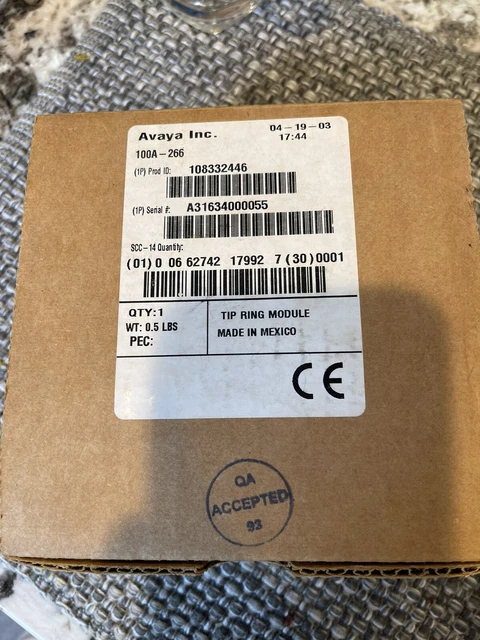 Avaya Inc.
04-19-03
17:44
100A-266
(1P) Prod ID: 108332446
(1P) Serial #: A31634000055
SCC-14 Quantity:
(01)0 06 62742 17992 7 (30)0001
QTY:1
WT: 0.5 LBS
PEC:
TIP RING MODULE
MADE IN MEXICO
CE
QA
ACCEPTED
93